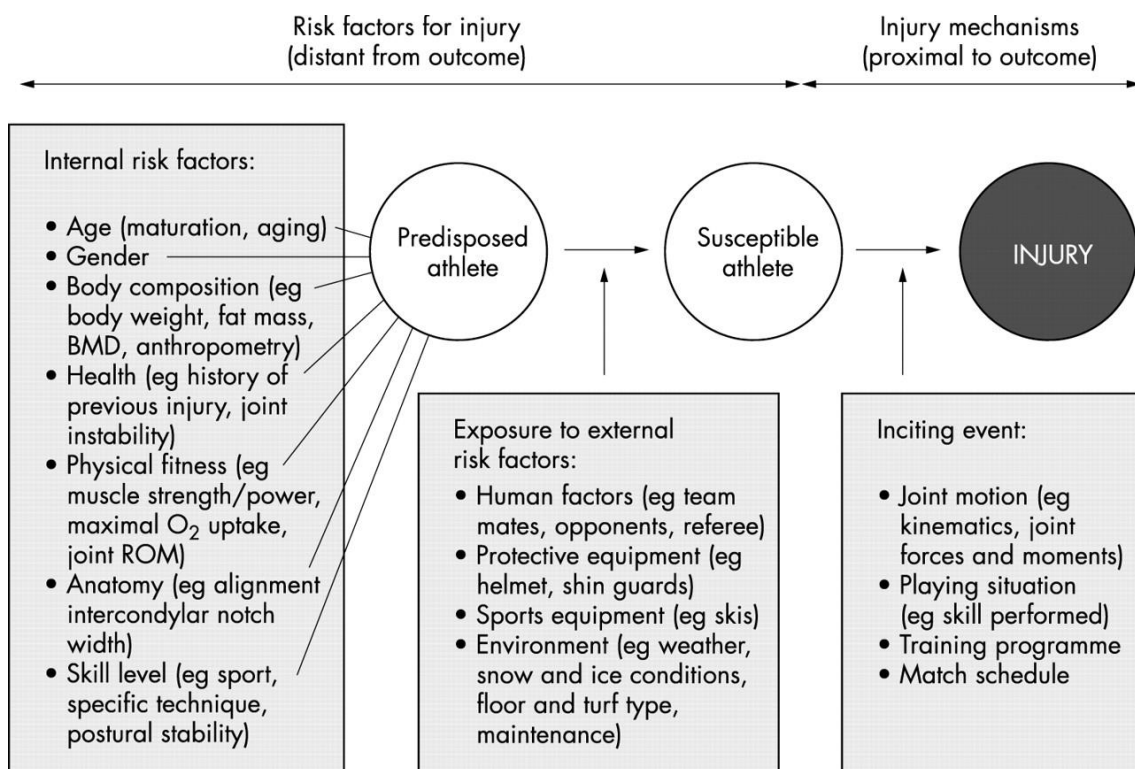 Risk factors for injury
(distant from outcome)
Injury mechanisms
(proximal to outcome)
Internal risk factors:
• Age (maturation, aging)
• Gender
• Body composition (eg
body weight, fat mass,
BMD, anthropometry)
• Health (eg history of
previous injury, joint
instability)
• Physical fitness (eg
muscle strength/power,
maximal O₂ uptake,
joint ROM)
• Anatomy (eg alignment
intercondylar notch
width)
• Skill level (eg sport,
specific technique,
postural stability)
Predisposed
athlete
Susceptible
athlete
INJURY
Exposure to external
risk factors:
• Human factors (eg team
mates, opponents, referee)
• Protective equipment (eg
helmet, shin guards)
• Sports equipment (eg skis)
• Environment (eg weather,
snow and ice conditions,
floor and turf type,
maintenance)
Inciting event:
• Joint motion (eg
kinematics, joint
forces and moments)
• Playing situation
(eg skill performed)
• Training programme
• Match schedule